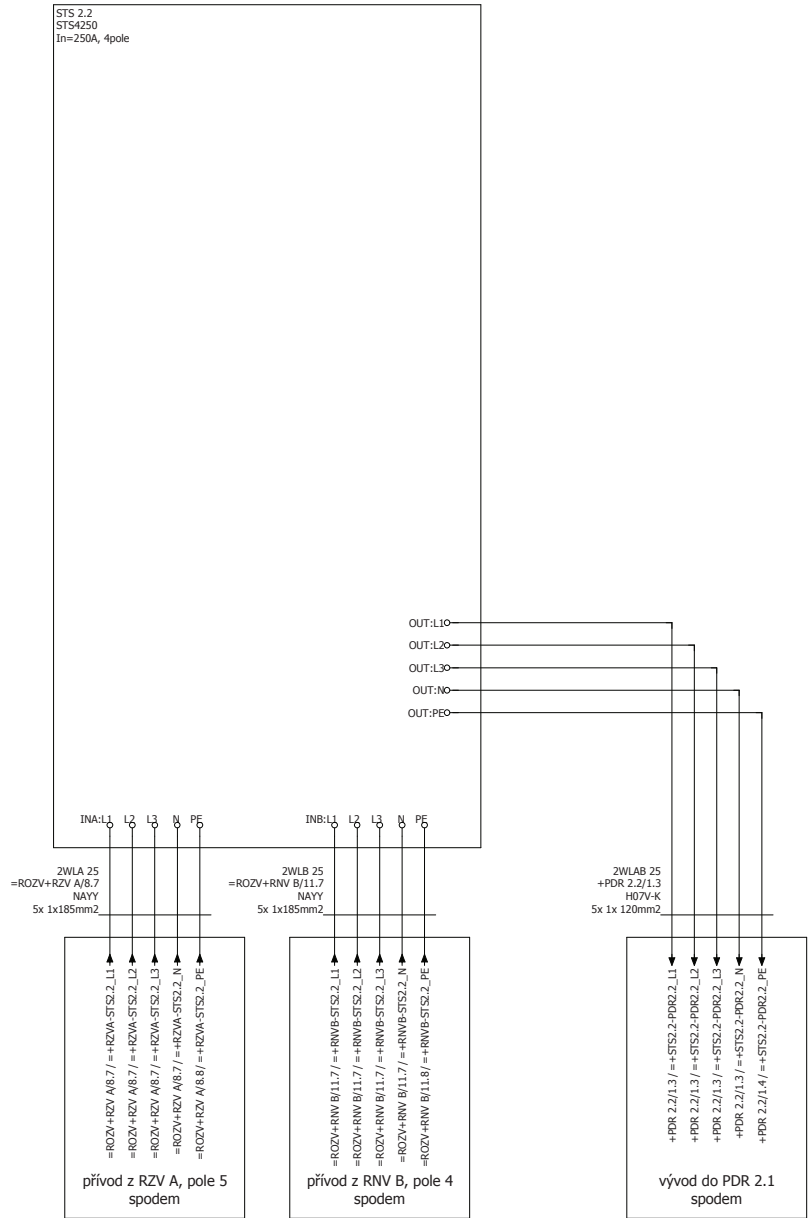 STS 2.2
STS4250
In=250A, 4pole
OUT:L1
OUT:L2
OUT:L3
OUT:N
OUT:PE
INA:L1 L2 L3 N PE
INB:L1 L2 L3 N PE
2WLA 25
=ROZV+RZV A/8.7
NAYY
5x 1x185mm2
2WLB 25
=ROZV+RNV B/11.7
NAYY
5x 1x185mm2
2WLAB 25
+PDR 2.2/1.3
H07V-K
5x 1x 120mm2
=ROZV+RZV A/8.7/ =+RZVA-STS2.2_L1
=ROZV+RZV A/8.7/ =+RZVA-STS2.2_L2
=ROZV+RZV A/8.7/ =+RZVA-STS2.2_L3
=ROZV+RZV A/8.7/ =+RZVA-STS2.2_N
=ROZV+RZV A/8.8/ =+RZVA-STS2.2_PE
přívod z RZV A, pole 5
spodem
=ROZV+RNV B/11.7/ =+RNVB-STS2.2_L1
=ROZV+RNV B/11.7/ =+RNVB-STS2.2_L2
=ROZV+RNV B/11.7/ =+RNVB-STS2.2_L3
=ROZV+RNV B/11.7/ =+RNVB-STS2.2_N
=ROZV+RNV B/11.8/ =+RNVB-STS2.2_PE
přívod z RNV B, pole 4
spodem
+PDR 2.2/1.3/ =+STS2.2-PDR2.2_L1
+PDR 2.2/1.3/ =+STS2.2-PDR2.2_L2
+PDR 2.2/1.3/ =+STS2.2-PDR2.2_L3
+PDR 2.2/1.3/ =+STS2.2-PDR2.2_N
+PDR 2.2/1.4/ =+STS2.2-PDR2.2_PE
vývod do PDR 2.1
spodem